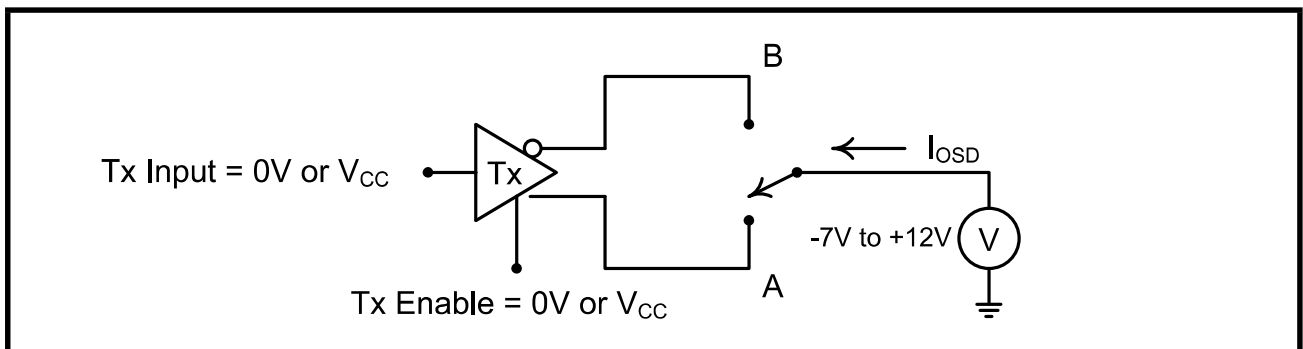 B
I_OSD
Tx Input = 0V or V_CC
Tx
-7V to +12V
V
A
Tx Enable = 0V or V_CC